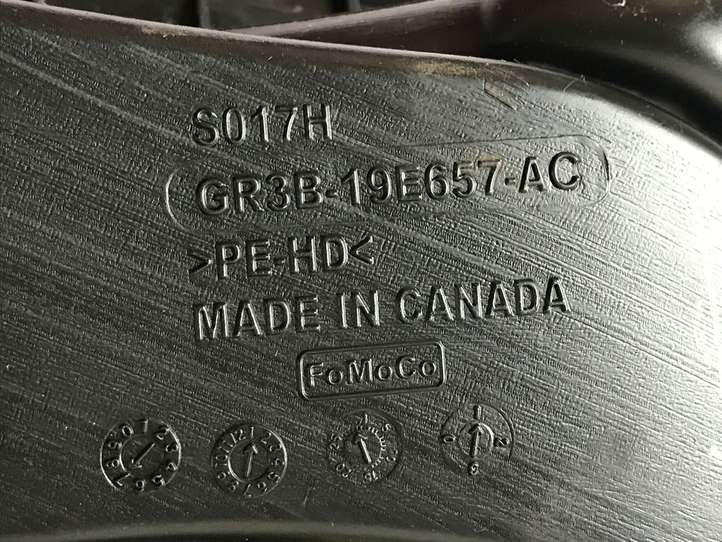 S017H
GR3B-19E657-AC
>PE-HD<
MADE IN CANADA
FoMoCo